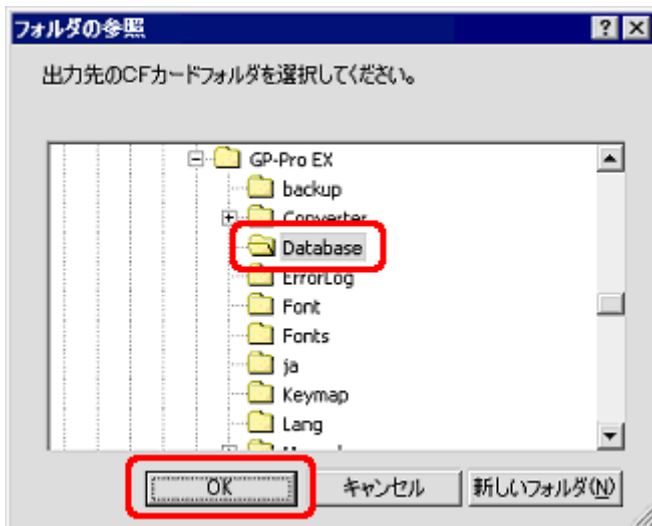 フォルダの参照
出力先のCFカードフォルダを選択してください。
GP-Pro EX
backup
Converter
Database
ErrorLog
Font
Fonts
ja
Keymap
Lang
OK キャンセル 新しいフォルダ(N)